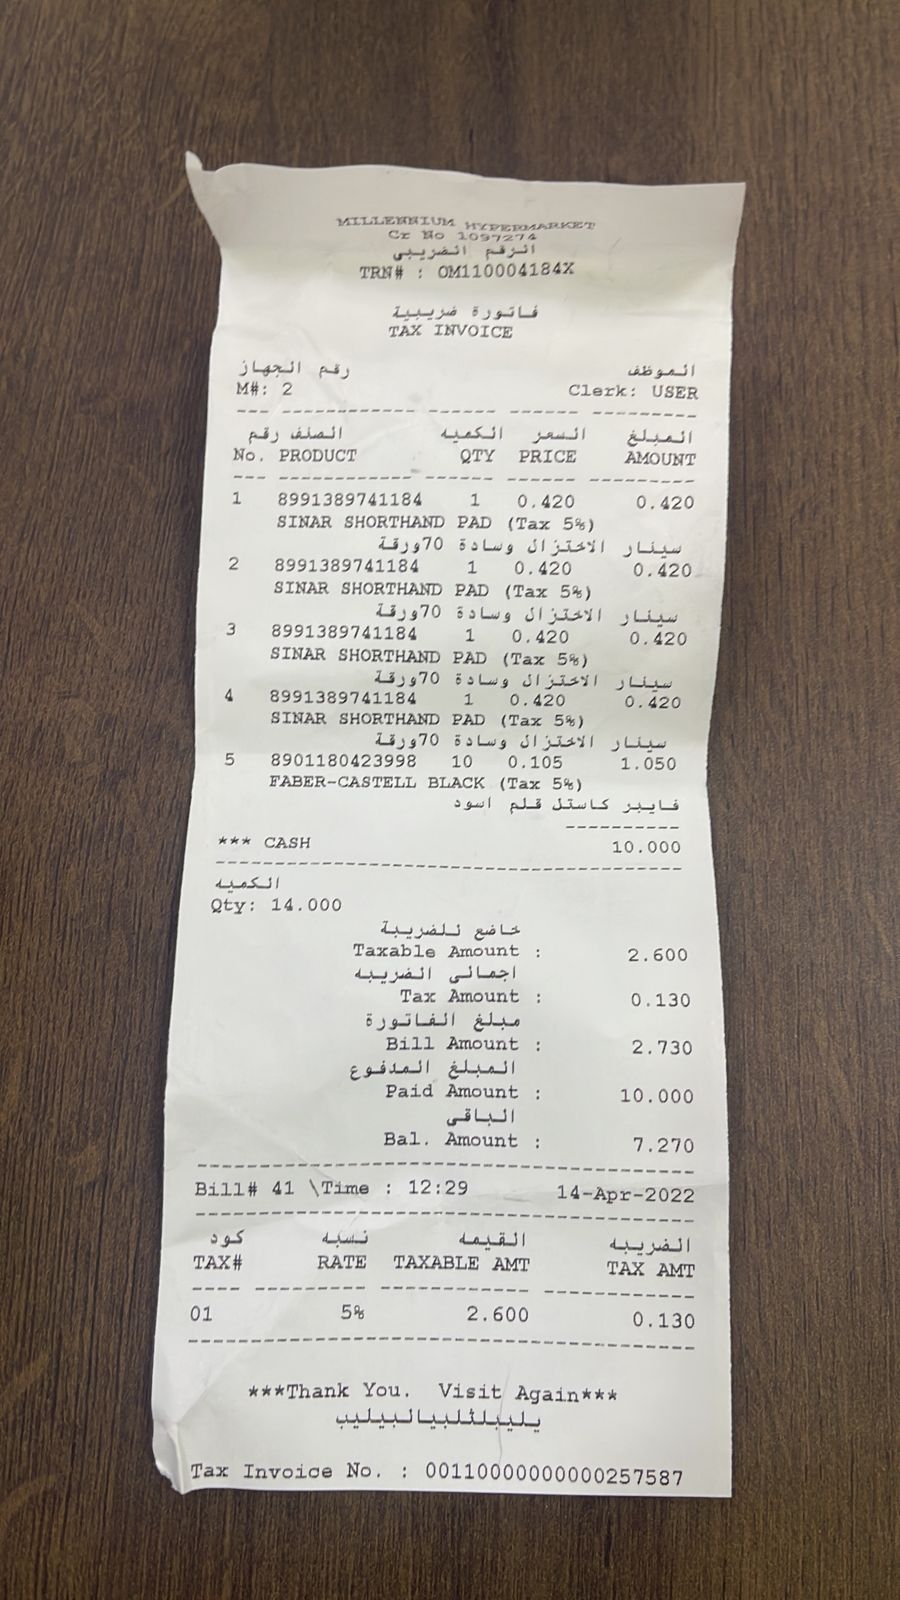 MILLENNIUM HYPERMARKET
Cr No 1097274
الرقم الضريبي
TRN# : OM110004184X
فاتورة ضريبية
TAX INVOICE
رقم الجهاز الموظف
M#: 2 Clerk: USER
رقم الصنف الكميه السعر المبلغ
No. PRODUCT QTY PRICE AMOUNT
1 8991389741184 1 0.420 0.420
SINAR SHORTHAND PAD (Tax 5%)
سينار الاختزال وسادة 70ورقة
2 8991389741184 1 0.420 0.420
SINAR SHORTHAND PAD (Tax 5%)
سينار الاختزال وسادة 70ورقة
3 8991389741184 1 0.420 0.420
SINAR SHORTHAND PAD (Tax 5%)
سينار الاختزال وسادة 70ورقة
4 8991389741184 1 0.420 0.420
SINAR SHORTHAND PAD (Tax 5%)
سينار الاختزال وسادة 70ورقة
5 8901180423998 10 0.105 1.050
FABER-CASTELL BLACK (Tax 5%)
فايبر كاستل قلم اسود
*** CASH 10.000
الكميه
Qty: 14.000
خاضع للضريبة
Taxable Amount : 2.600
اجمالى الضريبه
Tax Amount : 0.130
مبلغ الفاتورة
Bill Amount : 2.730
المبلغ المدفوع
Paid Amount : 10.000
الباقى
Bal. Amount : 7.270
Bill# 41 \Time : 12:29 14-Apr-2022
كود نسبه القيمه الضريبه
TAX# RATE TAXABLE AMT TAX AMT
01 5% 2.600 0.130
***Thank You. Visit Again***
Tax Invoice No. : 001100000000000257587